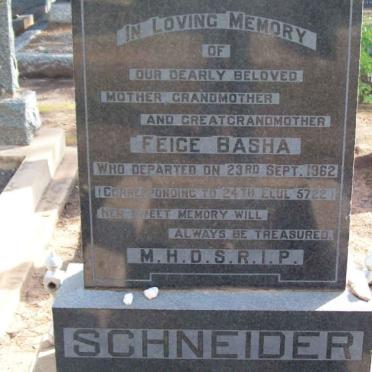 IN LOVING MEMORY
OF
OUR DEARLY BELOVED
MOTHER GRANDMOTHER
AND GREATGRANDMOTHER
FEIGE BASHA
WHO DEPARTED ON 23RD SEPT. 1962
(CORRESPONDING TO 24TH ELUL 5722)
HER SWEET MEMORY WILL
ALWAYS BE TREASURED.
M.H.D.S.R.I.P.
SCHNEIDER